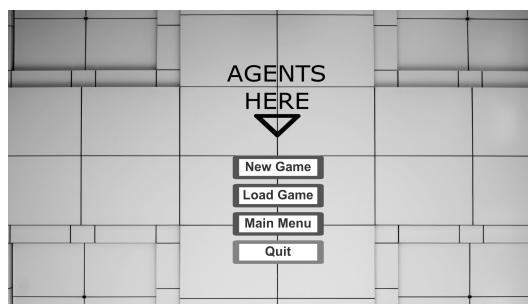 AGENTS
HERE
New Game
Load Game
Main Menu
Quit